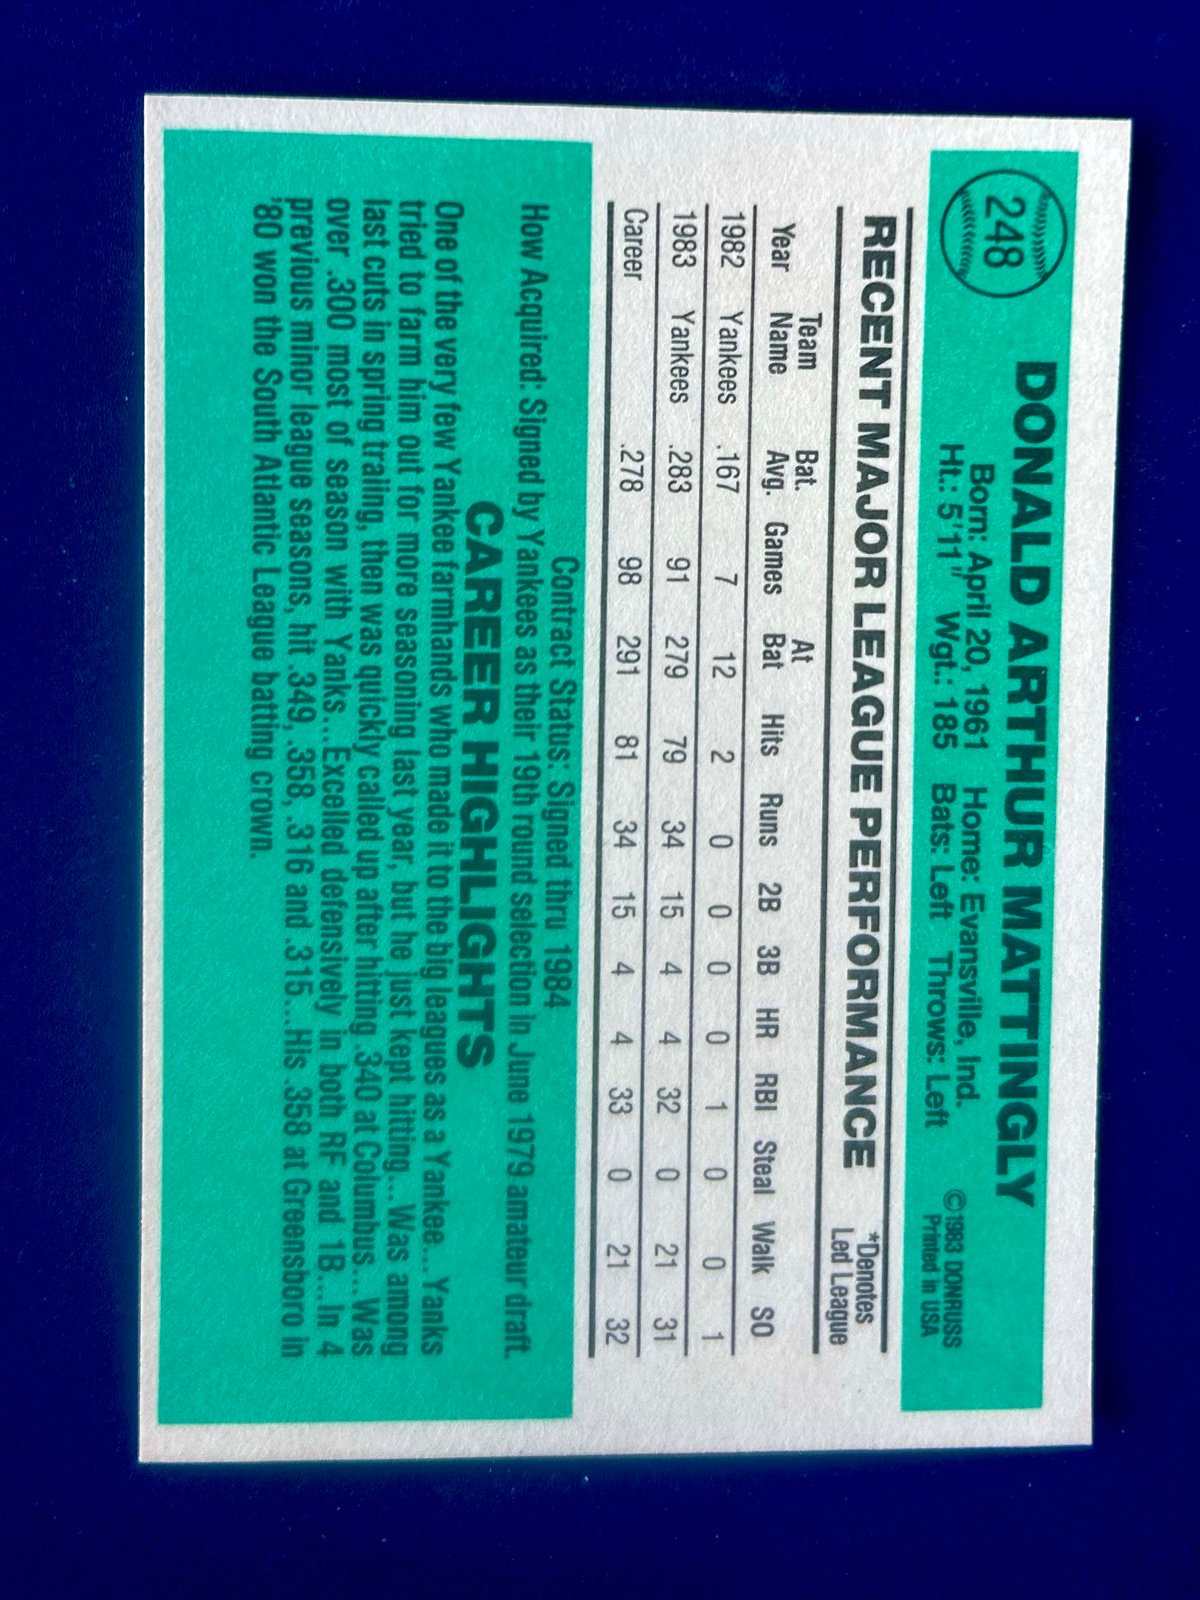 248
DONALD ARTHUR MATTINGLY
Born: April 20, 1961 Home: Evansville, Ind.
Ht.: 5'11" Wgt.: 185 Bats: Left Throws: Left
©1983 DONRUSS
Printed in USA
RECENT MAJOR LEAGUE PERFORMANCE
*Denotes
Led League
Year Team Name Bat. Avg. Games At Bat Hits Runs 2B 3B HR RBI Steal Walk SO
1982 Yankees .167 7 12 2 0 0 0 0 1 0 0 1
1983 Yankees .283 91 279 79 34 15 4 4 32 0 21 31
Career .278 98 291 81 34 15 4 4 33 0 21 32
Contract Status: Signed thru 1984
How Acquired: Signed by Yankees as their 19th round selection in June 1979 amateur draft.
CAREER HIGHLIGHTS
One of the very few Yankee farmhands who made it to the big leagues as a Yankee...Yanks
tried to farm him out for more seasoning last year, but he just kept hitting...Was among
last cuts in spring traling, then was quickly called up after hitting .340 at Columbus...Was
over .300 most of season with Yanks...Excelled defensively in both RF and 1B...In 4
previous minor league seasons, hit .349, .358, .316 and .315...His .358 at Greensboro in
'80 won the South Atlantic League batting crown.